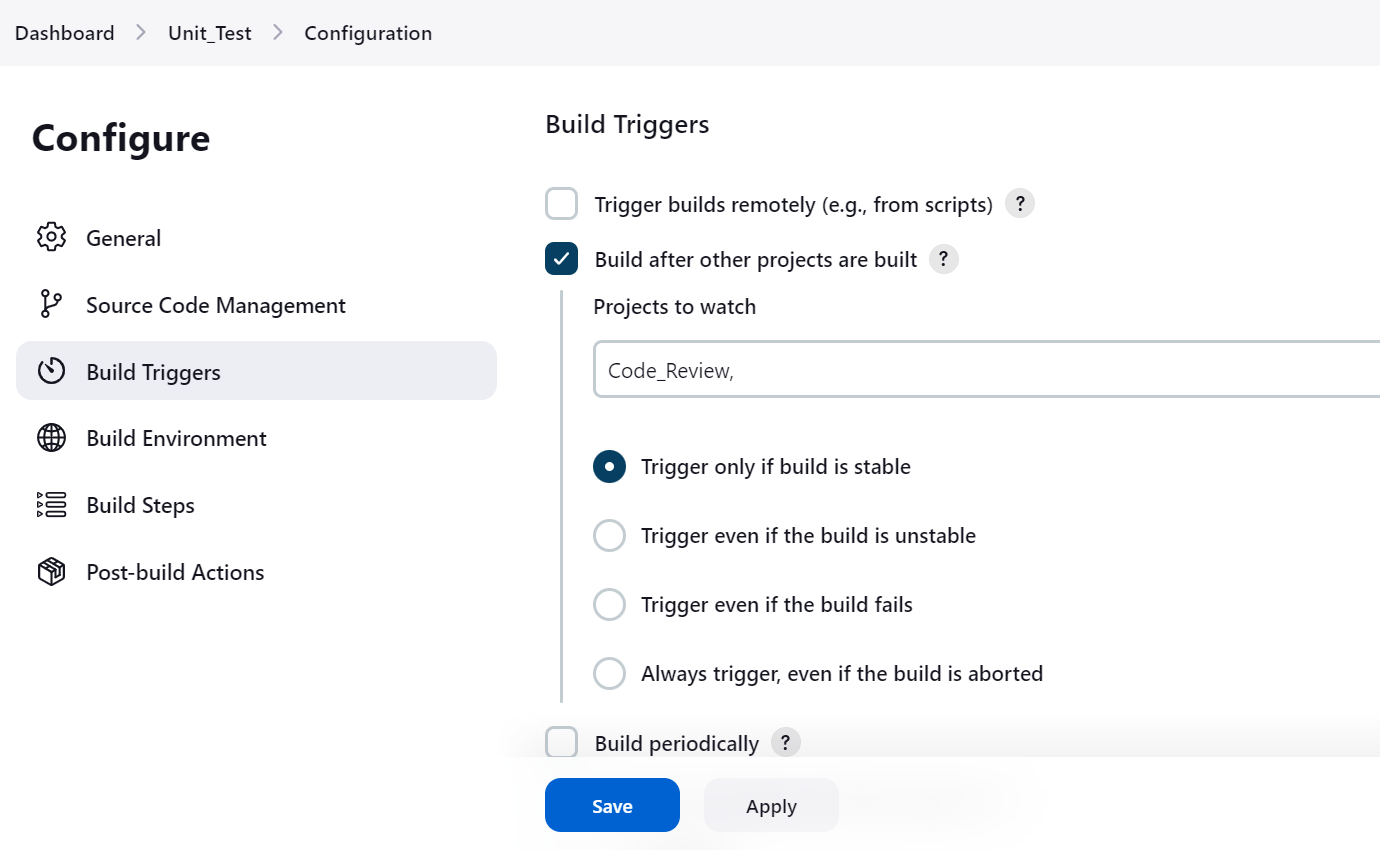 Dashboard > Unit_Test > Configuration
Configure
General
Source Code Management
Build Triggers
Build Environment
Build Steps
Post-build Actions
Build Triggers
Trigger builds remotely (e.g., from scripts) ?
Build after other projects are built ?
Projects to watch
Code_Review,
Trigger only if build is stable
Trigger even if the build is unstable
Trigger even if the build fails
Always trigger, even if the build is aborted
Build periodically ?
Save
Apply